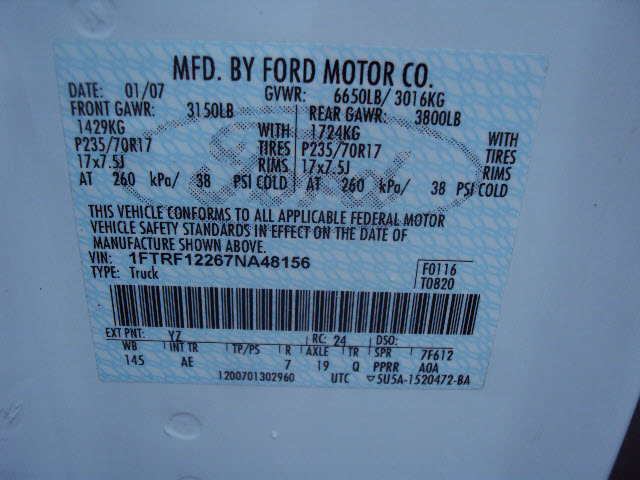 MFD. BY FORD MOTOR CO.
DATE: 01/07 GVWR: 6650LB/ 3016KG
FRONT GAWR: 3150LB REAR GAWR: 3800LB
1429KG WITH 1724KG WITH
P235/70R17 TIRES P235/70R17 TIRES
17x7.5J RIMS 17x7.5J RIMS
AT 260 kPa/ 38 PSI COLD AT 260 kPa/ 38 PSI COLD
Ford
THIS VEHICLE CONFORMS TO ALL APPLICABLE FEDERAL MOTOR
VEHICLE SAFETY STANDARDS IN EFFECT ON THE DATE OF
MANUFACTURE SHOWN ABOVE.
VIN: 1FTRF12267NA48156 F0116
TYPE: Truck T0820
EXT PNT: YZ RC: 24 DSO:
WB INT TR TP/PS R AXLE TR SPR 7F612
145 AE 7 19 Q PPRR A0A
1200701302960 UTC ▽5U5A-1520472-BA